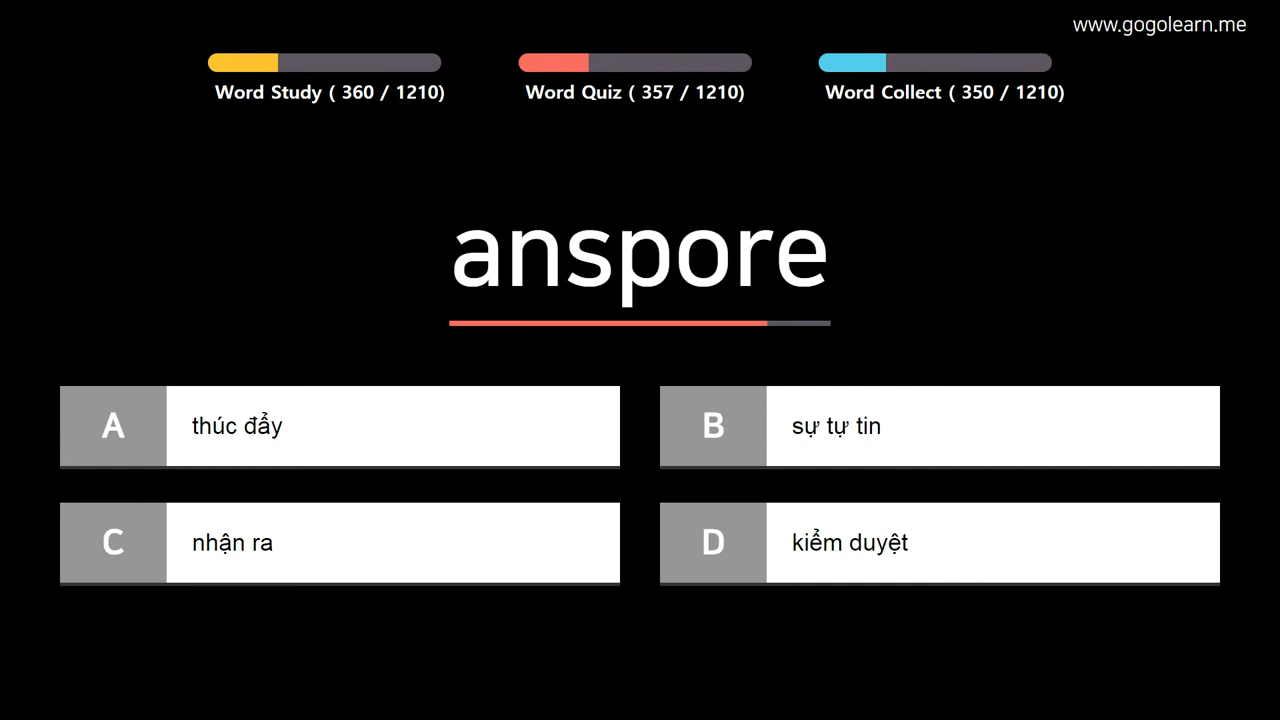 www.gogolearn.me
Word Study ( 360 / 1210)
Word Quiz ( 357 / 1210)
Word Collect ( 350 / 1210)
anspore
A thúc đẩy
B sự tự tin
C nhận ra
D kiểm duyệt